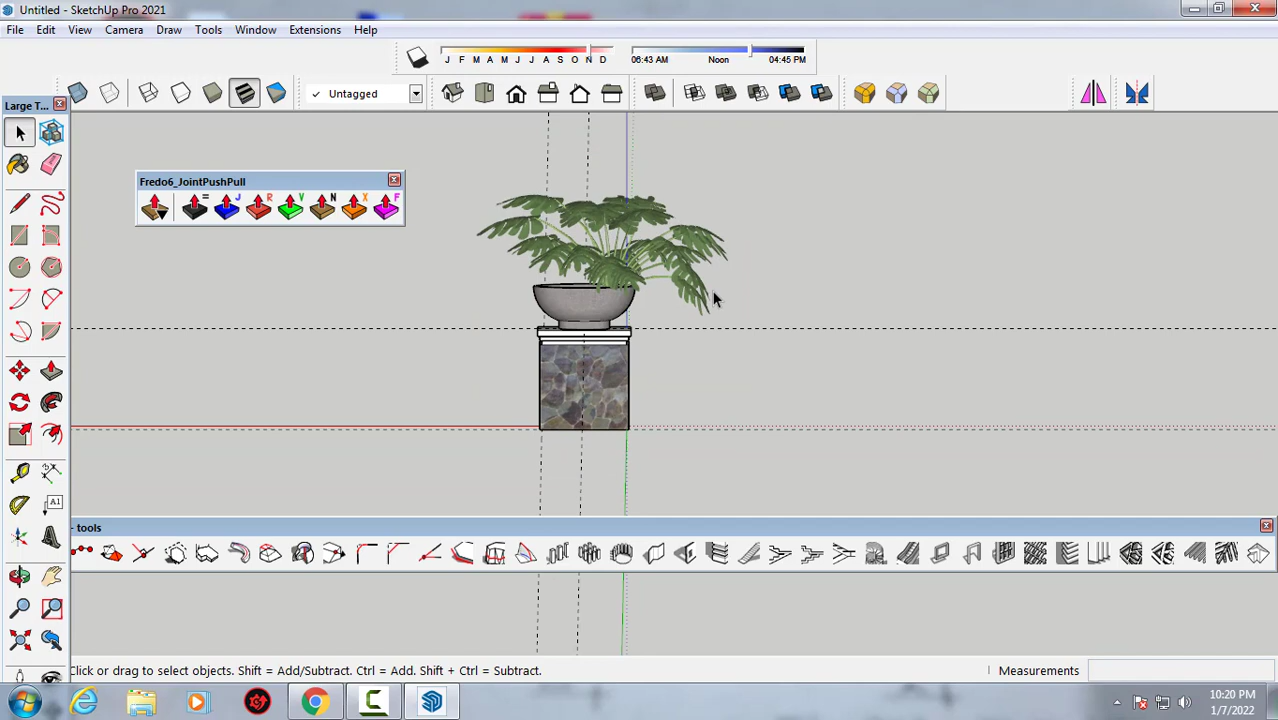 Untitled - SketchUp Pro 2021
File Edit View Camera Draw Tools Window Extensions Help
J F M A M J J A S O N D 06:43 AM Noon 04:45 PM
✓ Untagged
Large T...
Fredo6_JointPushPull
= J R V N X F
A1
- tools
Click or drag to select objects. Shift = Add/Subtract. Ctrl = Add. Shift + Ctrl = Subtract.
Measurements
10:20 PM
1/7/2022